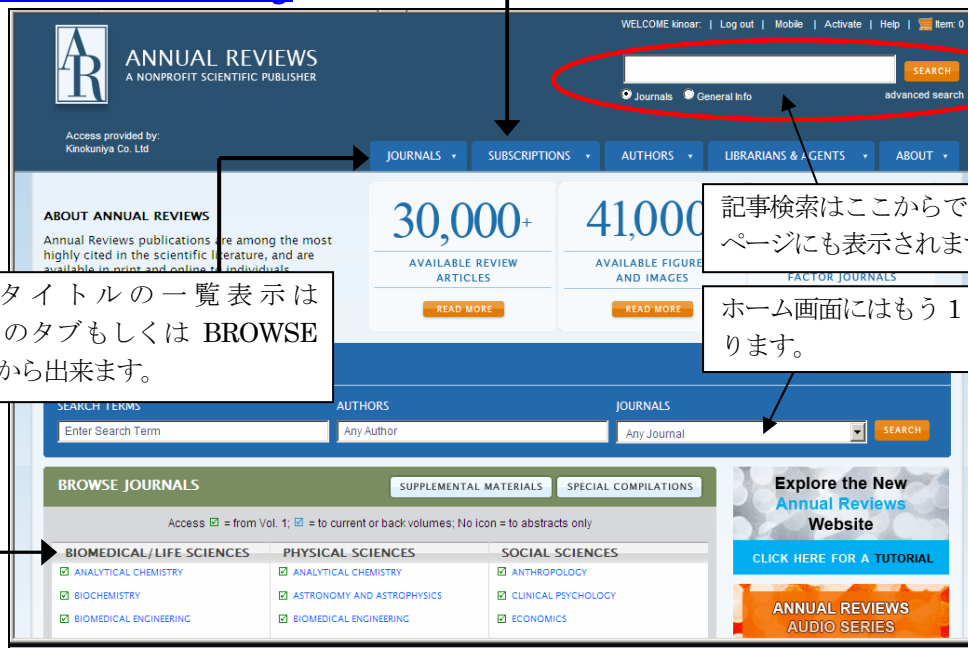 WELCOME kinoar. | Log out | Mobile | Activate | Help | Item: 0
ANNUAL REVIEWS
A NONPROFIT SCIENTIFIC PUBLISHER
SEARCH
Journals General Info advanced search
Access provided by:
Kinokuniya Co. Ltd
JOURNALS SUBSCRIPTIONS AUTHORS LIBRARIANS & AGENTS ABOUT
ABOUT ANNUAL REVIEWS
Annual Reviews publications are among the most
highly cited in the scientific literature, and are
available in print and online to individuals
30,000+
AVAILABLE REVIEW
ARTICLES
READ MORE
41,000
AVAILABLE FIGURE
AND IMAGES
READ MORE
FACTOR JOURNALS
記事検索はここからで
ページにも表示されます
タイトルの一覧表示は
のタブもしくは BROWSE
から出来ます。
ホーム画面にはもう 1
ります。
SEARCH TERMS AUTHORS JOURNALS
Enter Search Term Any Author Any Journal SEARCH
BROWSE JOURNALS SUPPLEMENTAL MATERIALS SPECIAL COMPILATIONS
Access ☑ = from Vol. 1; ☑ = to current or back volumes; No icon = to abstracts only
BIOMEDICAL/LIFE SCIENCES PHYSICAL SCIENCES SOCIAL SCIENCES
ANALYTICAL CHEMISTRY ANALYTICAL CHEMISTRY ANTHROPOLOGY
BIOCHEMISTRY ASTRONOMY AND ASTROPHYSICS CLINICAL PSYCHOLOGY
BIOMEDICAL ENGINEERING BIOMEDICAL ENGINEERING ECONOMICS
Explore the New
Annual Reviews
Website
CLICK HERE FOR A TUTORIAL
ANNUAL REVIEWS
AUDIO SERIES